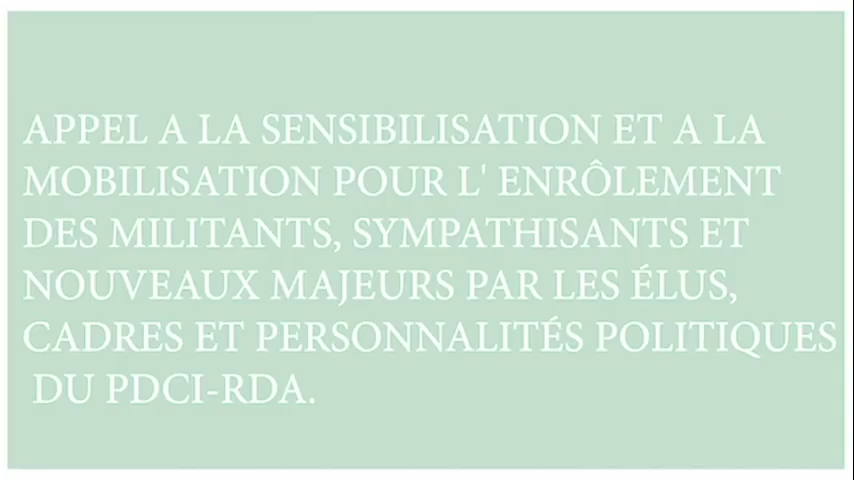 APPEL A LA SENSIBILISATION ET A LA
MOBILISATION POUR L' ENRÔLEMENT
DES MILITANTS, SYMPATHISANTS ET
NOUVEAUX MAJEURS PAR LES ÉLUS,
CADRES ET PERSONNALITÉS POLITIQUES
DU PDCI-RDA.